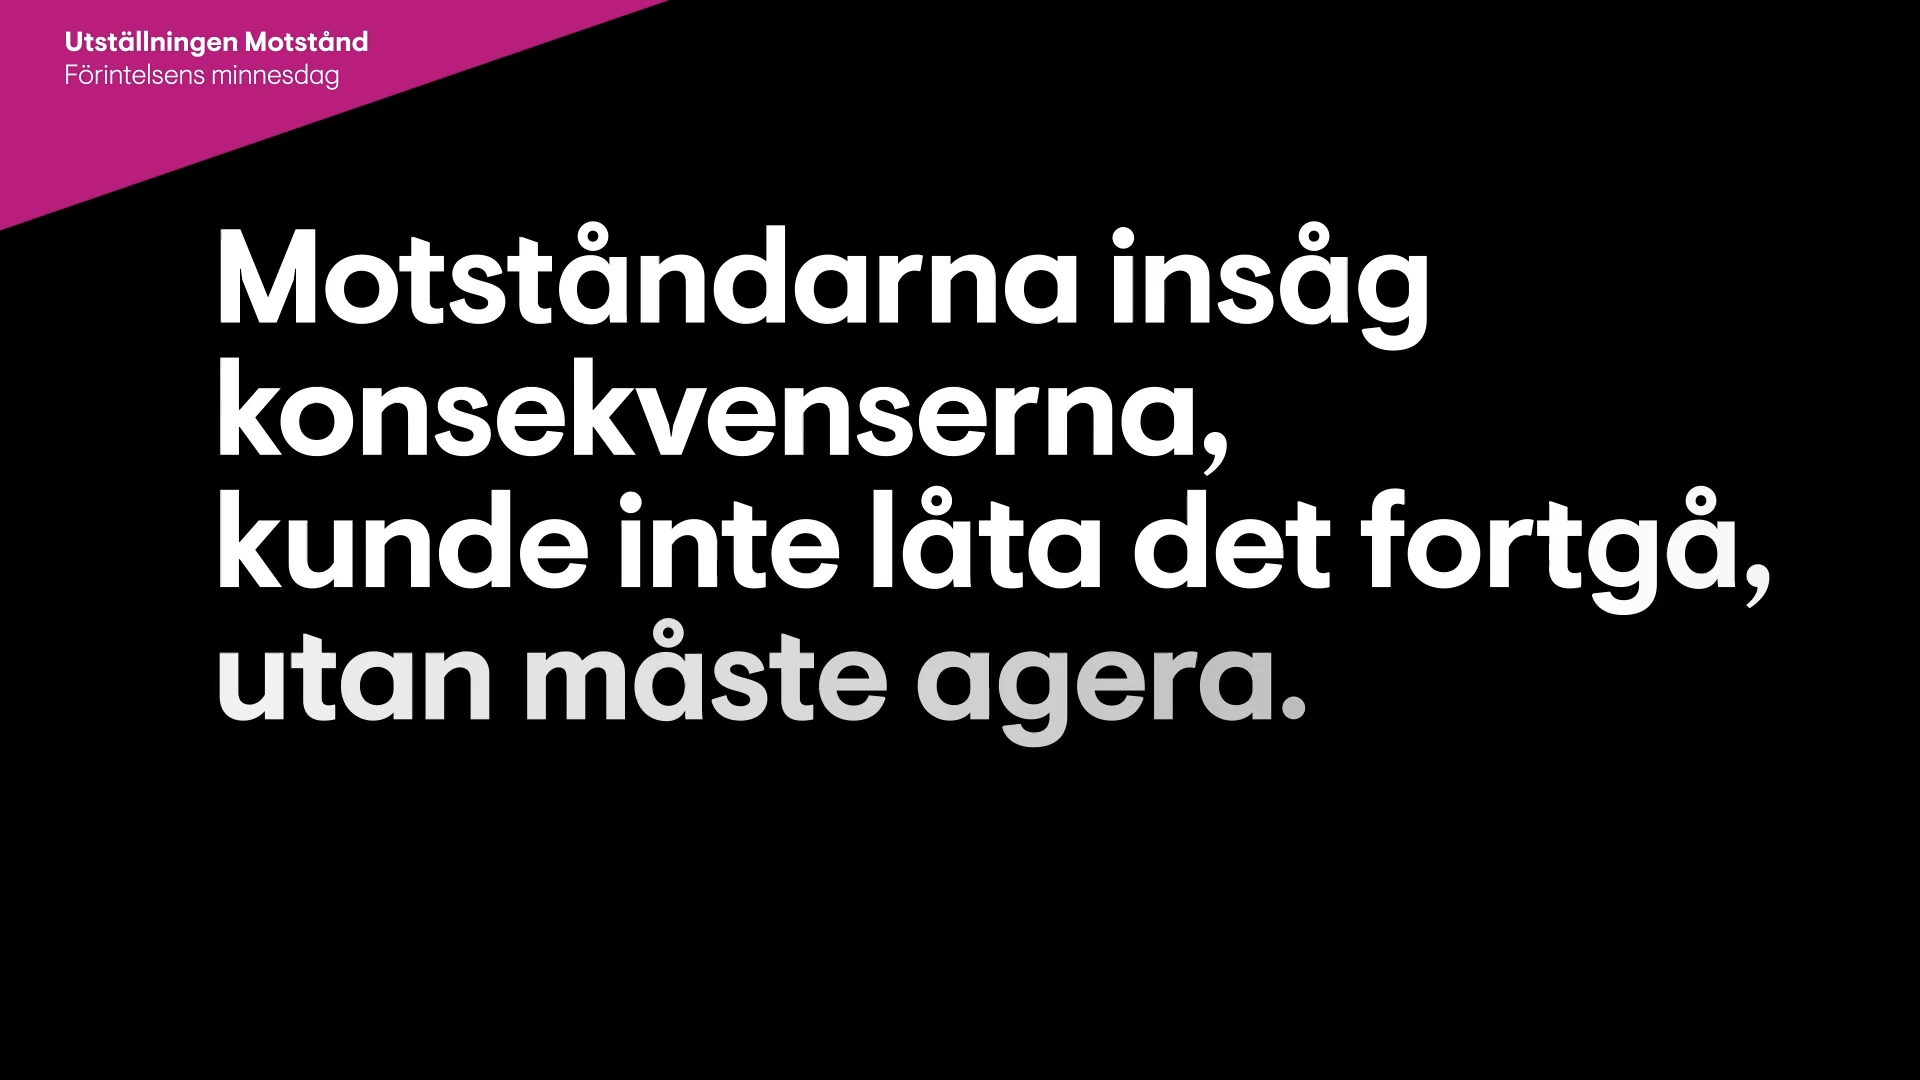 Utställningen Motstånd
Förintelsens minnesdag
Motståndarna insåg
konsekvenserna,
kunde inte låta det fortgå,
utan måste agera.